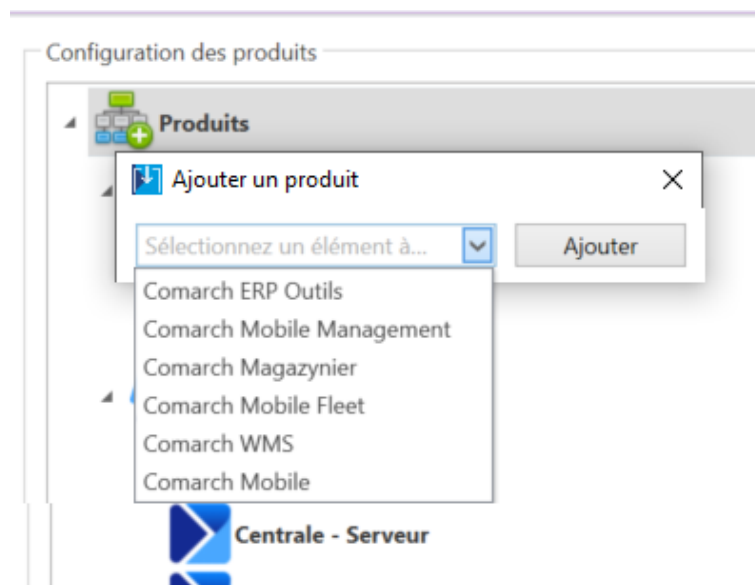 Configuration des produits
Produits
Ajouter un produit
Sélectionnez un élément à...
Ajouter
Comarch ERP Outils
Comarch Mobile Management
Comarch Magazynier
Comarch Mobile Fleet
Comarch WMS
Comarch Mobile
Centrale - Serveur